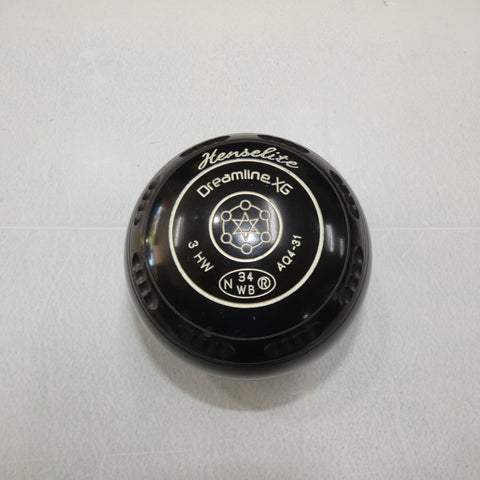 Henselite
Dreamline XG
3 HW
AQ4-31
N 34 WB ®